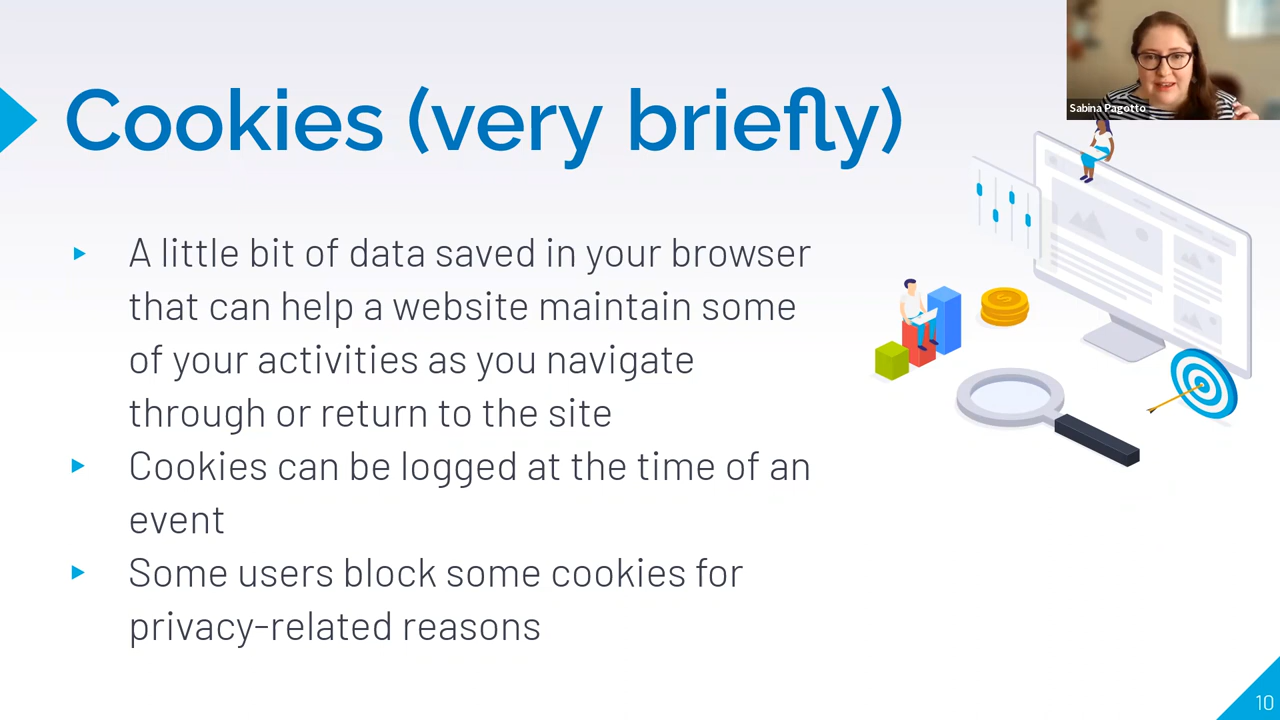 Sabina Pagotto
Cookies (very briefly)
A little bit of data saved in your browser
that can help a website maintain some
of your activities as you navigate
through or return to the site
Cookies can be logged at the time of an
event
Some users block some cookies for
privacy-related reasons
10